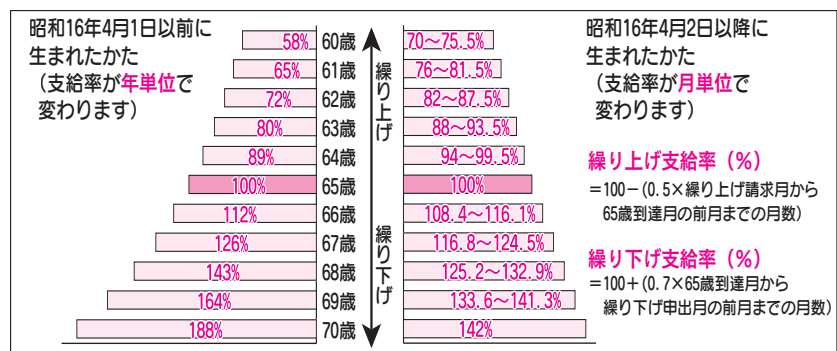 昭和16年4月1日以前に
生まれたかた
（支給率が年単位で
変わります）
58% 60歳 70～75.5%
65% 61歳 76～81.5%
72% 62歳 82～87.5%
80% 63歳 88～93.5%
89% 64歳 94～99.5%
100% 65歳 100%
112% 66歳 108.4～116.1%
126% 67歳 116.8～124.5%
143% 68歳 125.2～132.9%
164% 69歳 133.6～141.3%
188% 70歳 142%
繰り上げ
繰り下げ
昭和16年4月2日以降に
生まれたかた
（支給率が月単位で
変わります）
繰り上げ支給率（%）
＝100－（0.5×繰り上げ請求月から
65歳到達月の前月までの月数）
繰り下げ支給率（%）
＝100＋（0.7×65歳到達月から
繰り下げ申出月の前月までの月数）